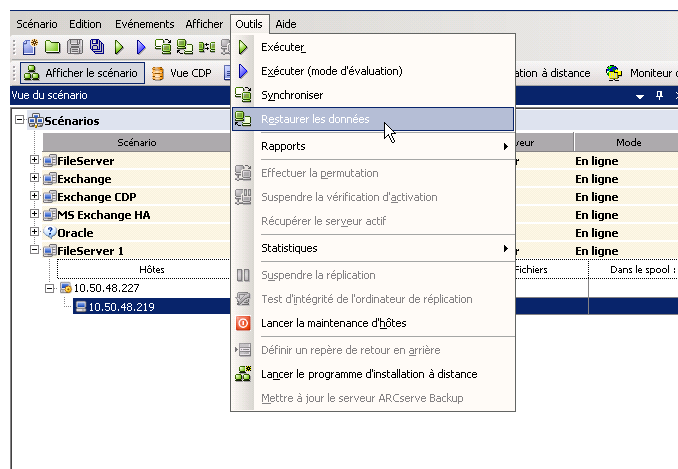 Scénario Edition Evénements Afficher Outils Aide
Afficher le scénario Vue CDP ation à distance Moniteur
Vue du scénario
Exécuter
Exécuter (mode d'évaluation)
Synchroniser
Restaurer les données
Rapports
Effectuer la permutation
Suspendre la vérification d'activation
Récupérer le serveur actif
Statistiques
Suspendre la réplication
Test d'intégrité de l'ordinateur de réplication
Lancer la maintenance d'hôtes
Définir un repère de retour en arrière
Lancer le programme d'installation à distance
Mettre à jour le serveur ARCserve Backup
Scénarios
Scénario veur Mode
FileServer r En ligne
Exchange En ligne
Exchange CDP En ligne
MS Exchange HA En ligne
Oracle En ligne
FileServer 1 r En ligne
Hôtes Fichiers Dans le spool :
10.50.48.227
10.50.48.219